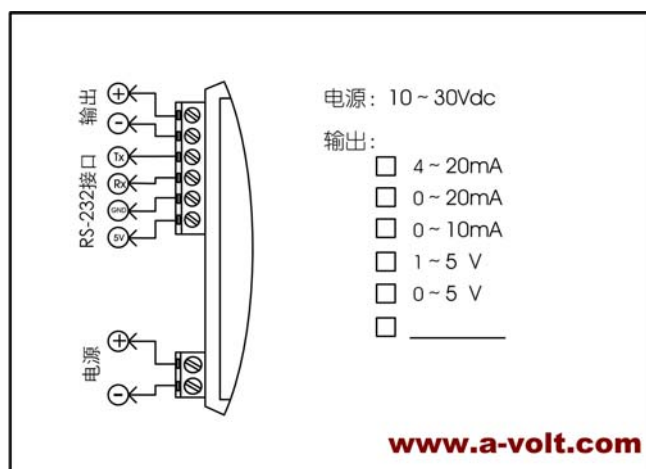 输出
+
-
RS-232接口
Tx
Rx
GND
5V
电源
+
-
电源: 10~30Vdc
输出:
4~20mA
0~20mA
0~10mA
1~5 V
0~5 V
www.a-volt.com